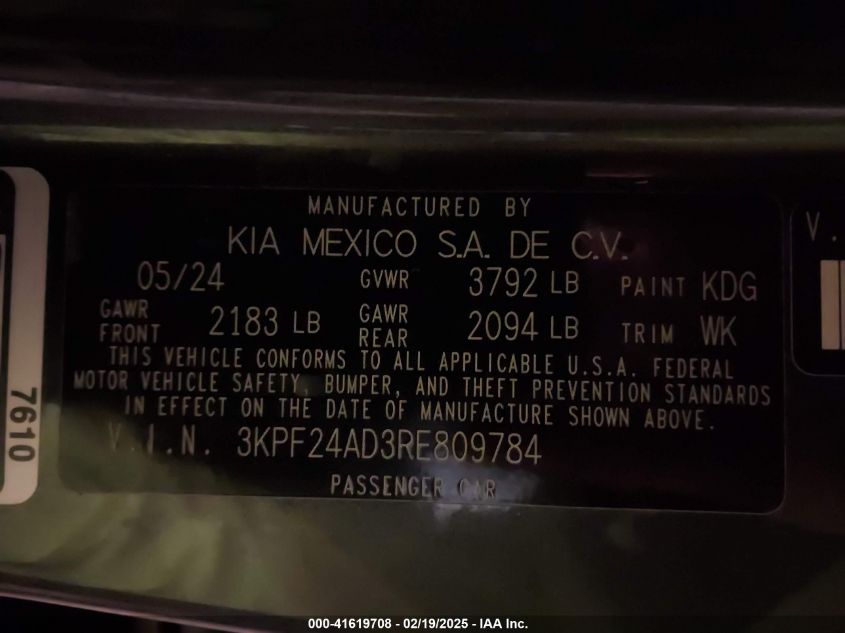 MANUFACTURED BY
KIA MEXICO S.A. DE C.V.
05/24 GVWR 3792 LB PAINT KDG
GAWR FRONT 2183 LB GAWR REAR 2094 LB TRIM WK
THIS VEHICLE CONFORMS TO ALL APPLICABLE U.S.A. FEDERAL
MOTOR VEHICLE SAFETY, BUMPER, AND THEFT PREVENTION STANDARDS
IN EFFECT ON THE DATE OF MANUFACTURE SHOWN ABOVE.
V.I.N. 3KPF24AD3RE809784
PASSENGER CAR
7610
V.
000-41619708 - 02/19/2025 - IAA Inc.